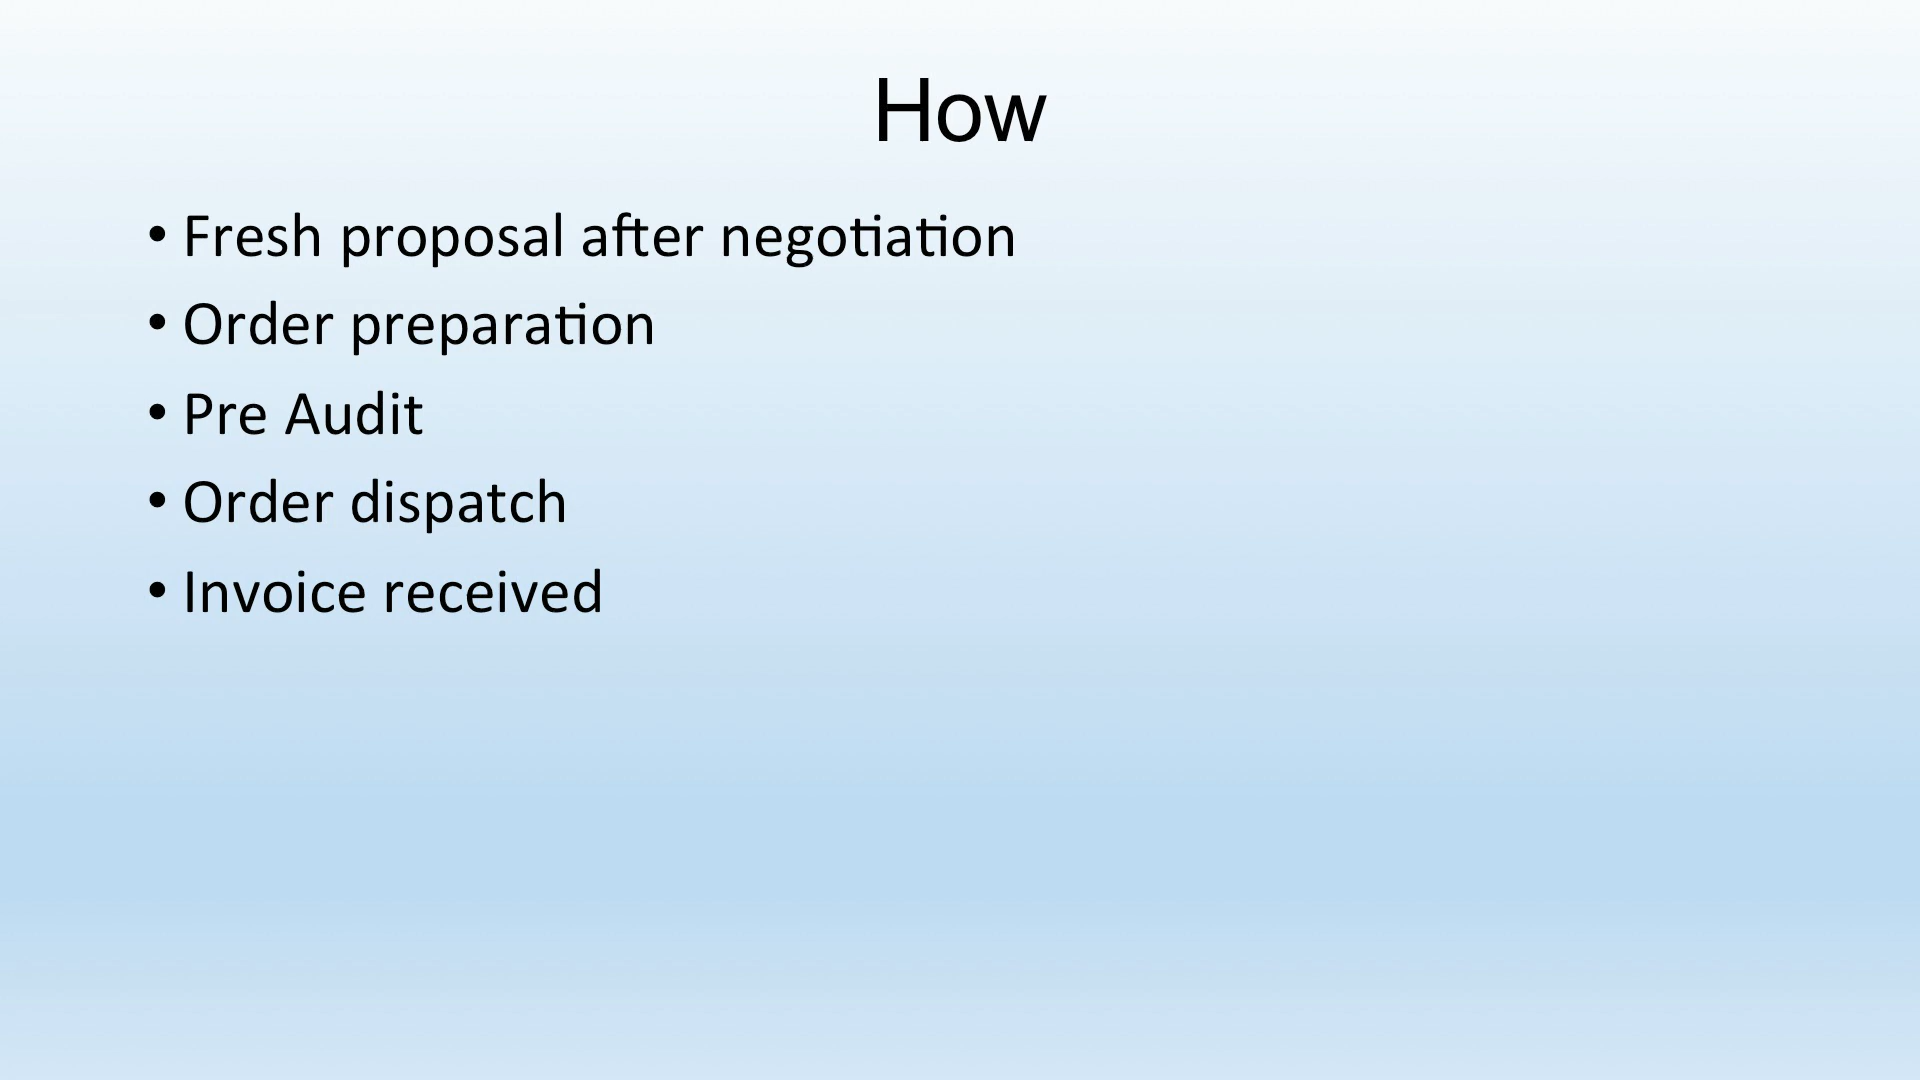 How
• Fresh proposal after negotiation
• Order preparation
• Pre Audit
• Order dispatch
• Invoice received